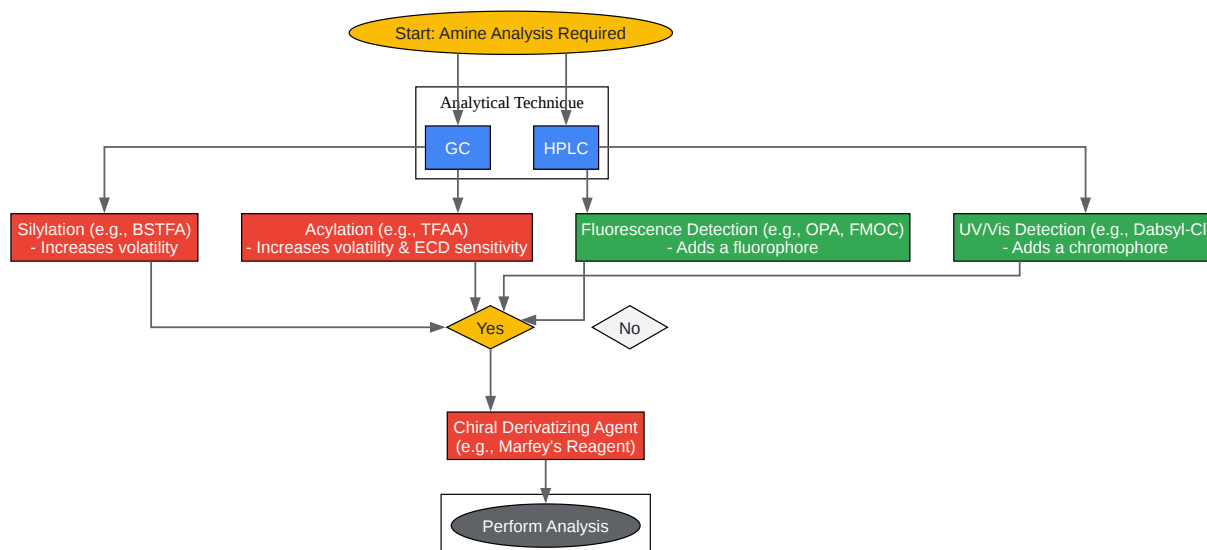 Start: Amine Analysis Required
Analytical Technique
GC
HPLC
Silylation (e.g., BSTFA)
- Increases volatility
Acylation (e.g., TFAA)
- Increases volatility & ECD sensitivity
Fluorescence Detection (e.g., OPA, FMOC)
- Adds a fluorophore
UV/Vis Detection (e.g., Dabsyl-Cl
- Adds a chromophore
Yes
No
Chiral Derivatizing Agent
(e.g., Marfey's Reagent)
Perform Analysis